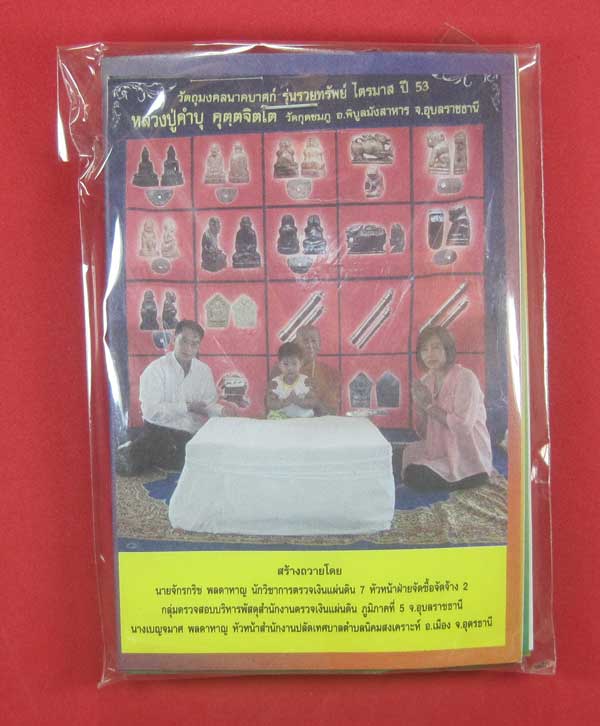 วัตถุมงคลนาคบาศก์ รุ่นรวยทรัพย์ ไตรมาส ปี 53
หลวงปู่คำบุ คุตฺตจิตโต วัดกุดชมภู อ.พิบูลมังสาหาร จ.อุบลราชธานี
สร้างถวายโดย
นายจักรกริช พลดาหาญ นักวิชาการตรวจเงินแผ่นดิน 7 หัวหน้าฝ่ายจัดซื้อจัดจ้าง 2
กลุ่มตรวจสอบบริหารพัสดุสำนักงานตรวจเงินแผ่นดิน ภูมิภาคที่ 5 จ.อุบลราชธานี
นางเบญจมาศ พลดาหาญ หัวหน้าสำนักงานปลัดเทศบาลตำบลนิคมสงเคราะห์ อ.เมือง จ.อุดรธานี